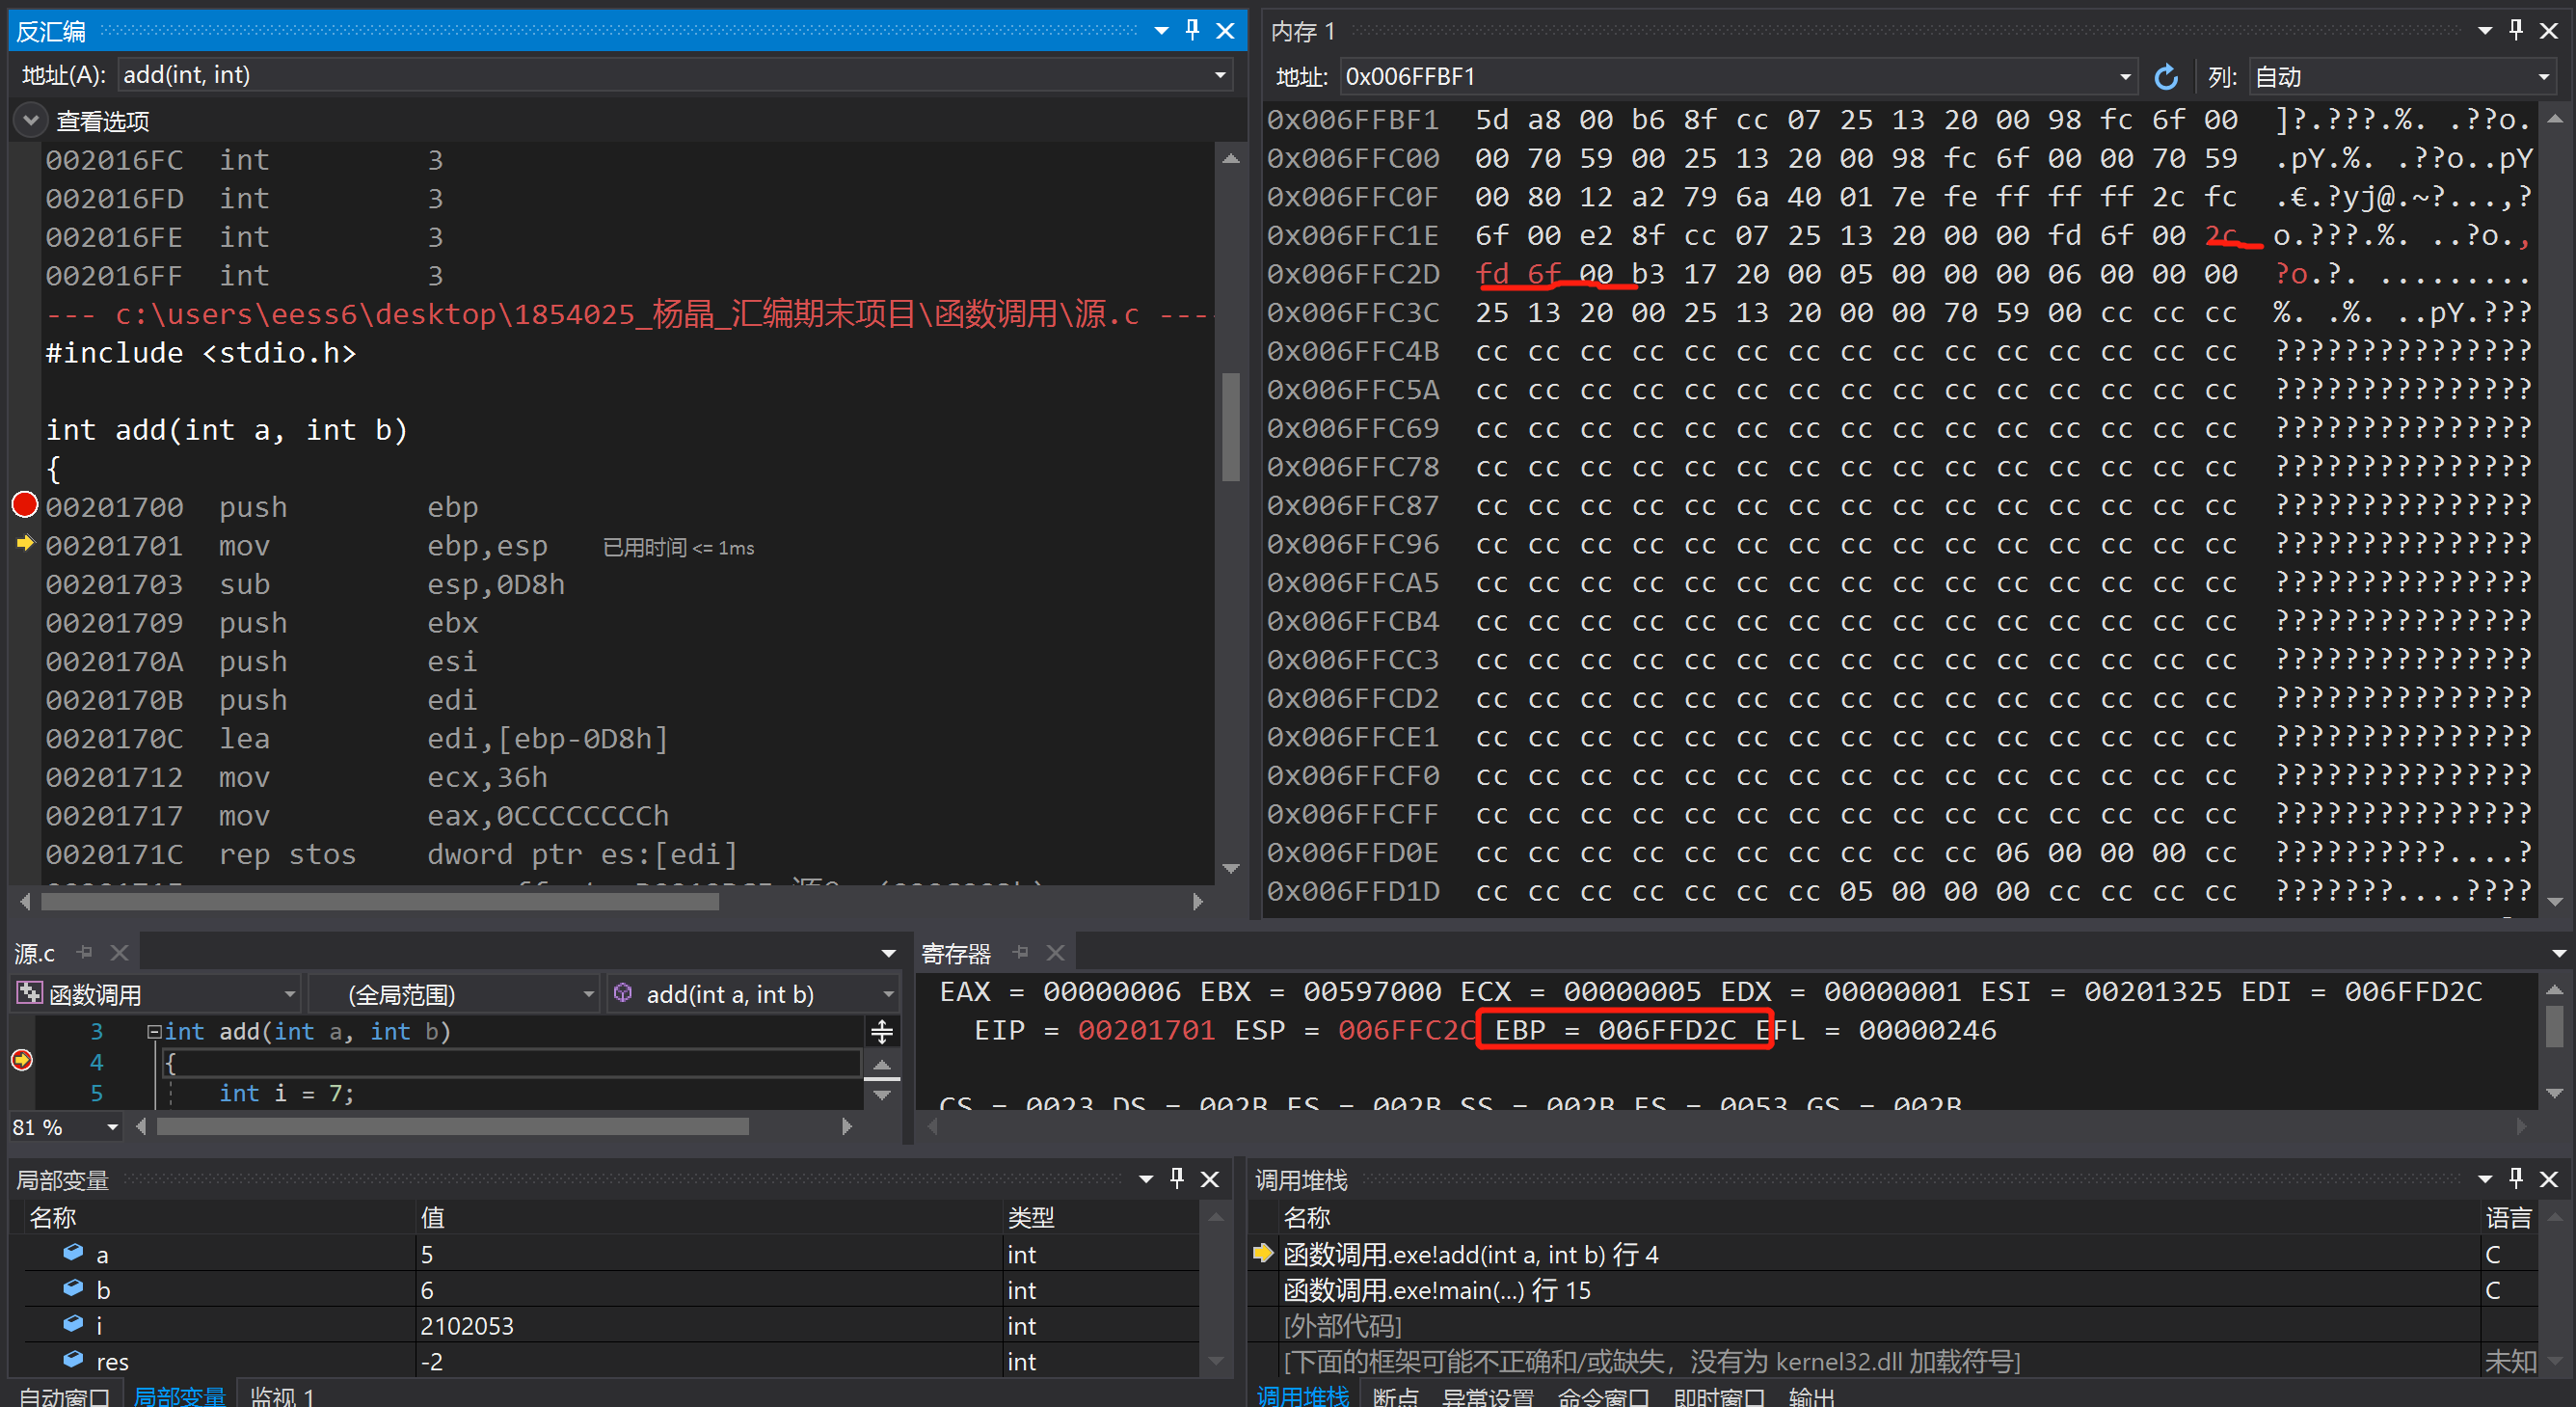 反汇编
地址(A): add(int, int)
查看选项
002016FC int 3
002016FD int 3
002016FE int 3
002016FF int 3
--- c:\users\eess6\desktop\1854025_杨晶_汇编期末项目\函数调用\源.c ----
#include <stdio.h>
int add(int a, int b)
{
00201700 push ebp
00201701 mov ebp,esp 已用时间 <= 1ms
00201703 sub esp,0D8h
00201709 push ebx
0020170A push esi
0020170B push edi
0020170C lea edi,[ebp-0D8h]
00201712 mov ecx,36h
00201717 mov eax,0CCCCCCCCh
0020171C rep stos dword ptr es:[edi]
内存 1
地址: 0x006FFBF1 列: 自动
0x006FFBF1 5d a8 00 b6 8f cc 07 25 13 20 00 98 fc 6f 00 ]?.???.%. .??o.
0x006FFC00 00 70 59 00 25 13 20 00 98 fc 6f 00 00 70 59 .pY.%. .??o..pY
0x006FFC0F 00 80 12 a2 79 6a 40 01 7e fe ff ff ff 2c fc .€.?yj@.~?...,?
0x006FFC1E 6f 00 e2 8f cc 07 25 13 20 00 00 fd 6f 00 2c o.???.%. ..?o.,
0x006FFC2D fd 6f 00 b3 17 20 00 05 00 00 00 06 00 00 00 ?o.?. .........
0x006FFC3C 25 13 20 00 25 13 20 00 00 70 59 00 cc cc cc %. .%. ..pY.???
0x006FFC4B cc cc cc cc cc cc cc cc cc cc cc cc cc cc cc ???????????????
0x006FFC5A cc cc cc cc cc cc cc cc cc cc cc cc cc cc cc ???????????????
0x006FFC69 cc cc cc cc cc cc cc cc cc cc cc cc cc cc cc ???????????????
0x006FFC78 cc cc cc cc cc cc cc cc cc cc cc cc cc cc cc ???????????????
0x006FFC87 cc cc cc cc cc cc cc cc cc cc cc cc cc cc cc ???????????????
0x006FFC96 cc cc cc cc cc cc cc cc cc cc cc cc cc cc cc ???????????????
0x006FFCA5 cc cc cc cc cc cc cc cc cc cc cc cc cc cc cc ???????????????
0x006FFCB4 cc cc cc cc cc cc cc cc cc cc cc cc cc cc cc ???????????????
0x006FFCC3 cc cc cc cc cc cc cc cc cc cc cc cc cc cc cc ???????????????
0x006FFCD2 cc cc cc cc cc cc cc cc cc cc cc cc cc cc cc ???????????????
0x006FFCE1 cc cc cc cc cc cc cc cc cc cc cc cc cc cc cc ???????????????
0x006FFCF0 cc cc cc cc cc cc cc cc cc cc cc cc cc cc cc ???????????????
0x006FFCFF cc cc cc cc cc cc cc cc cc cc cc cc cc cc cc ???????????????
0x006FFD0E cc cc cc cc cc cc cc cc cc cc 06 00 00 00 cc ??????????....?
0x006FFD1D cc cc cc cc cc cc cc 05 00 00 00 cc cc cc cc ???????....????
源.c
函数调用 (全局范围) add(int a, int b)
3 int add(int a, int b)
4 {
5 int i = 7;
81 %
寄存器
EAX = 00000006 EBX = 00597000 ECX = 00000005 EDX = 00000001 ESI = 00201325 EDI = 006FFD2C
EIP = 00201701 ESP = 006FFC2C EBP = 006FFD2C EFL = 00000246
CS = 0023 DS = 002B ES = 002B SS = 002B FS = 0053 GS = 002B
局部变量
名称 值 类型
a 5 int
b 6 int
i 2102053 int
res -2 int
自动窗口 局部变量 监视 1
调用堆栈
名称 语言
函数调用.exe!add(int a, int b) 行 4 C
函数调用.exe!main(...) 行 15 C
[外部代码]
[下面的框架可能不正确和/或缺失，没有为 kernel32.dll 加载符号] 未知
调用堆栈 断点 异常设置 命令窗口 即时窗口 输出